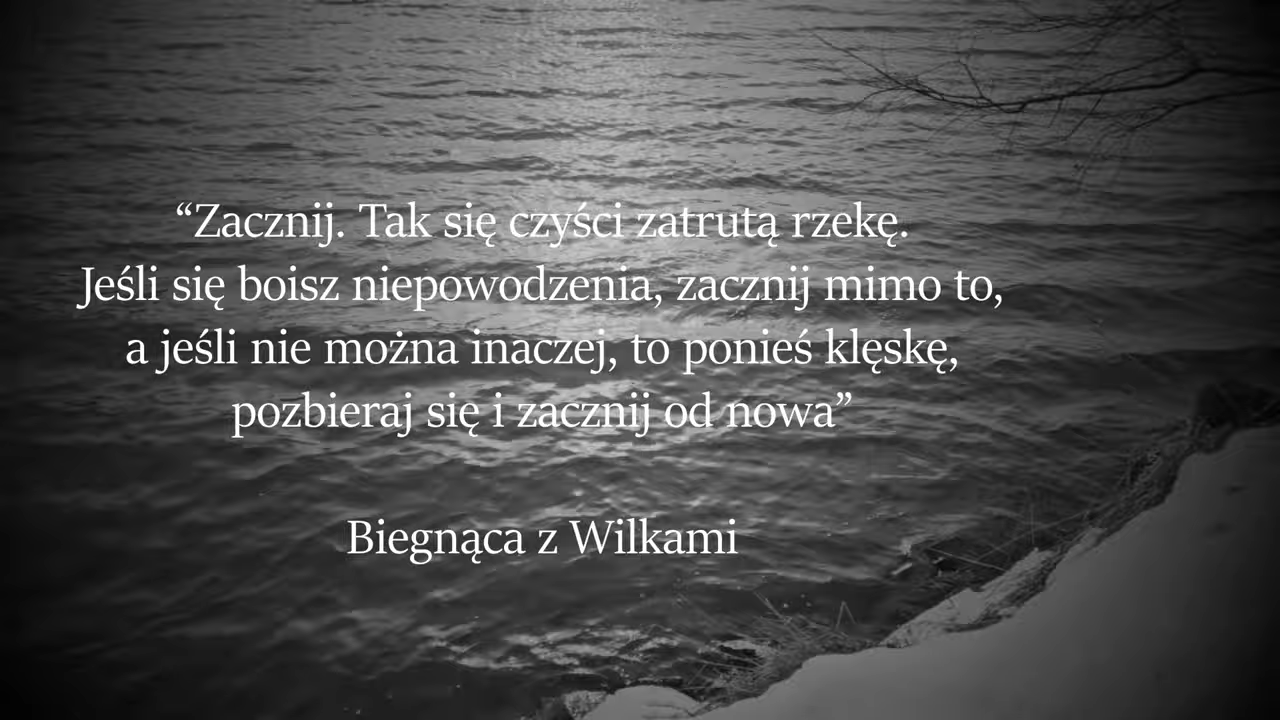 “Zacznij. Tak się czyści zatrutą rzekę.
Jeśli się boisz niepowodzenia, zacznij mimo to,
a jeśli nie można inaczej, to ponieś klęskę,
pozbieraj się i zacznij od nowa”
Biegnąca z Wilkami